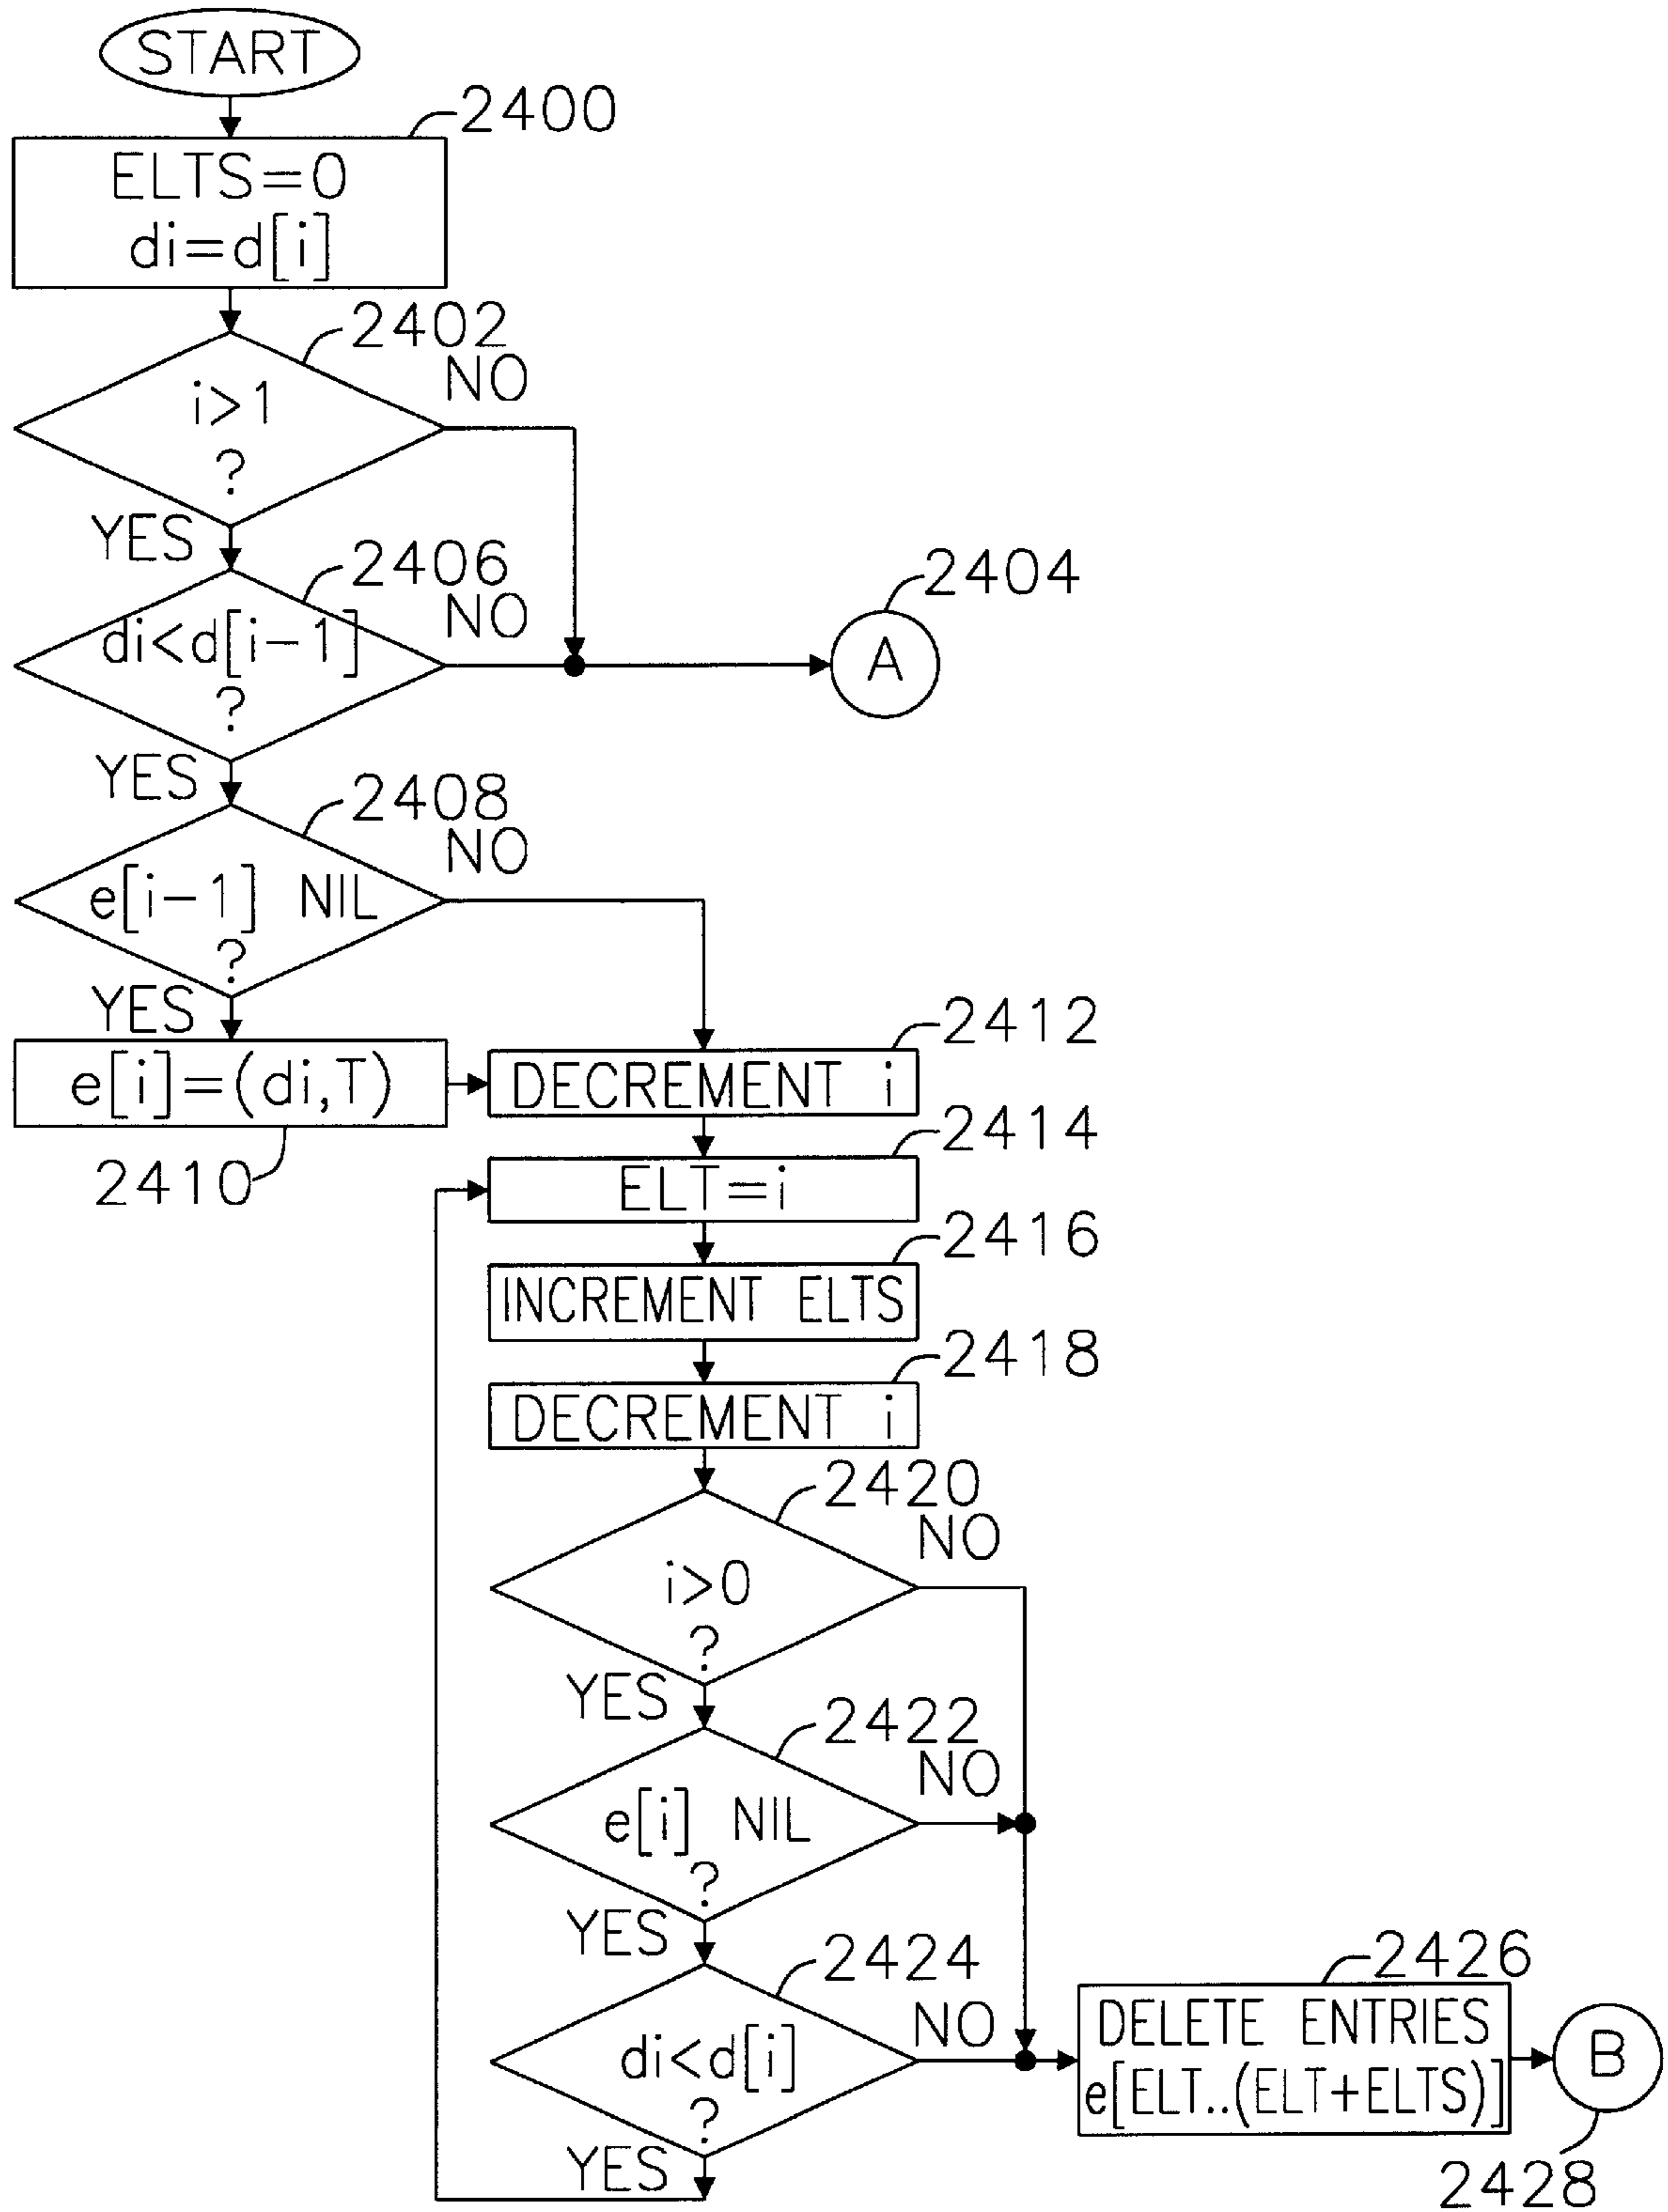 START
2400
ELTS=0
di=d[i]
2402
NO
i>1
?
YES
2406
NO
di<d[i-1]
?
2404
A
YES
2408
NO
e[i-1] NIL
?
YES
e[i]=(di,T)
2410
2412
DECREMENT i
2414
ELT=i
2416
INCREMENT ELTS
2418
DECREMENT i
2420
NO
i>0
?
YES
2422
NO
e[i] NIL
?
YES
2424
NO
di<d[i]
?
YES
2426
DELETE ENTRIES
e[ELT..(ELT+ELTS)]
B
2428